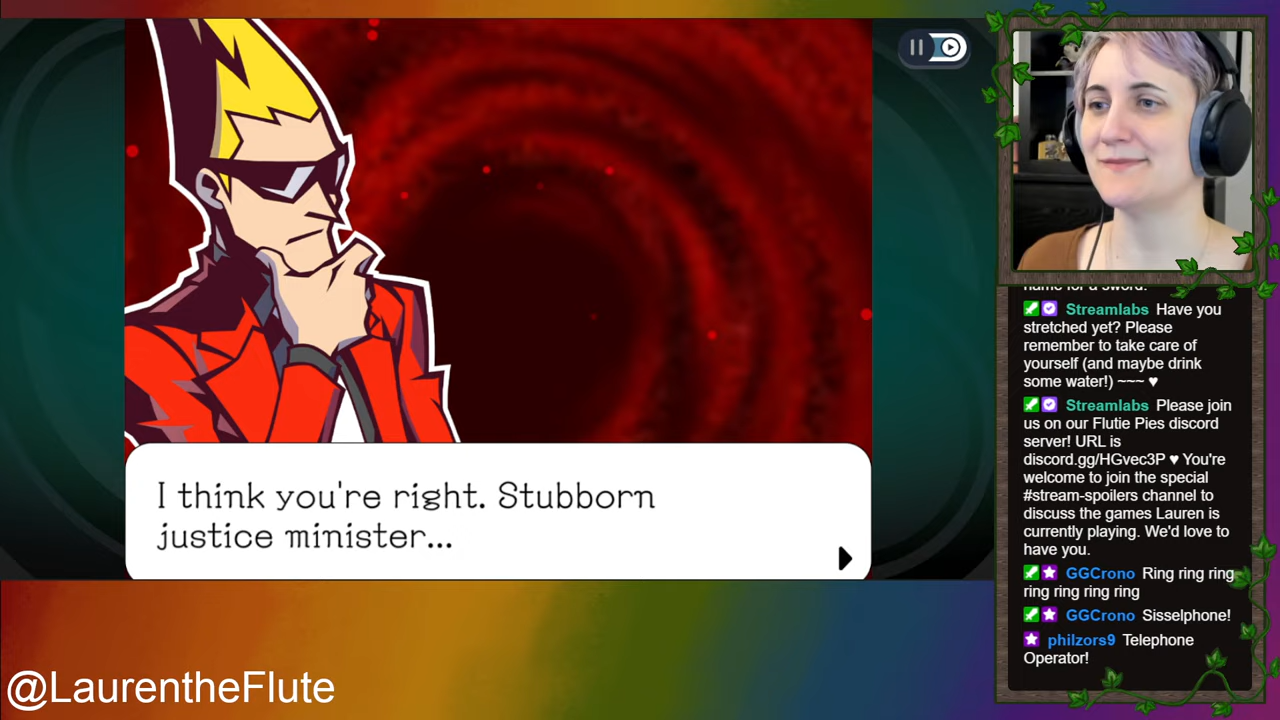 I think you're right. Stubborn
justice minister...
@LaurentheFlute
name for a sword.
Streamlabs Have you
stretched yet? Please
remember to take care of
yourself (and maybe drink
some water!) ~~~ ♥
Streamlabs Please join
us on our Flutie Pies discord
server! URL is
discord.gg/HGvec3P ♥ You're
welcome to join the special
#stream-spoilers channel to
discuss the games Lauren is
currently playing. We'd love to
have you.
GGCrono Ring ring ring
ring ring ring ring
GGCrono Sisselphone!
philzors9 Telephone
Operator!